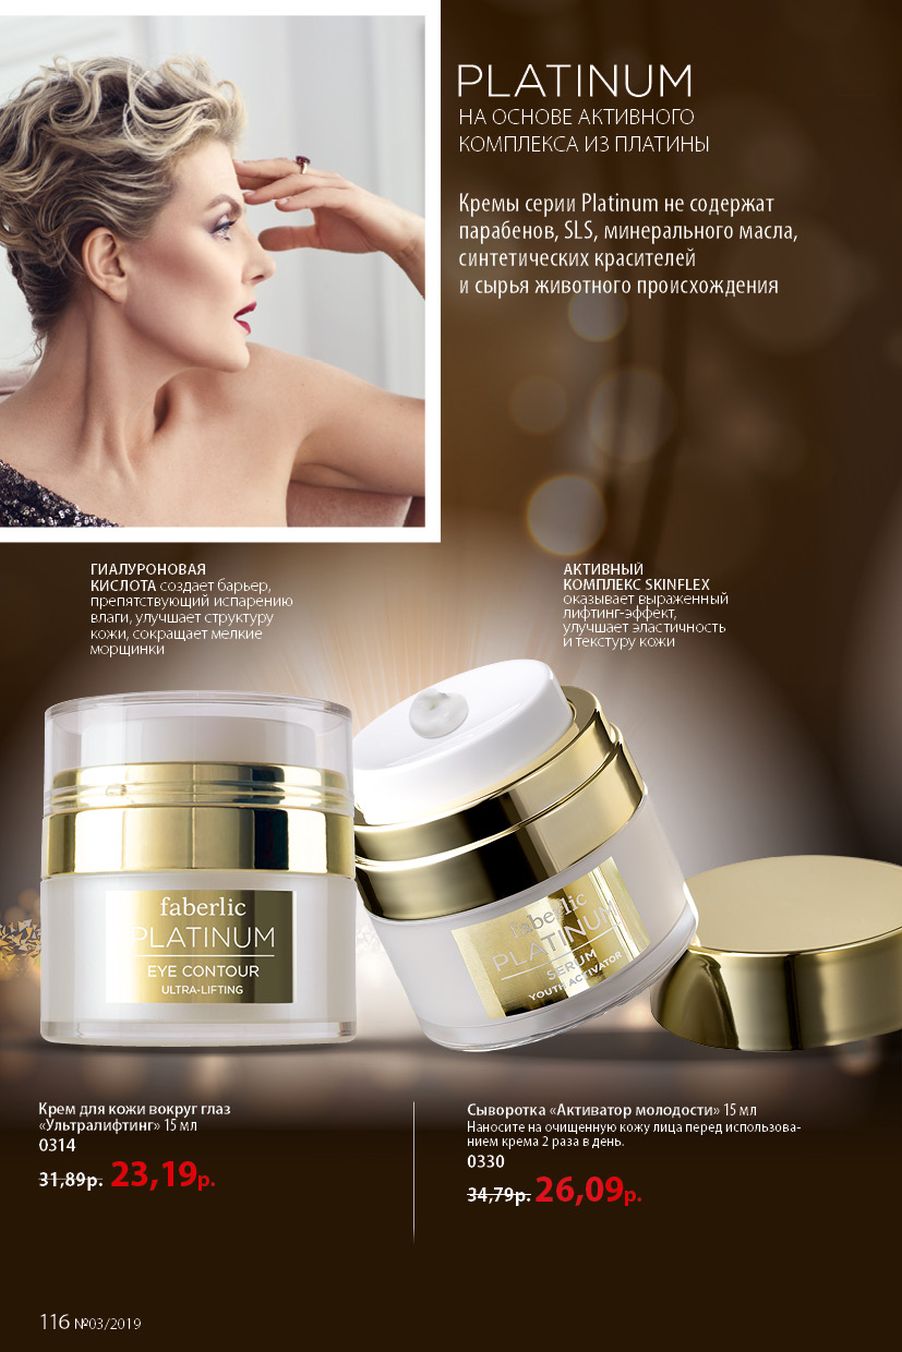 PLATINUM
НА ОСНОВЕ АКТИВНОГО
КОМПЛЕКСА ИЗ ПЛАТИНЫ
Кремы серии Platinum не содержат
парабенов, SLS, минерального масла,
синтетических красителей
и сырья животного происхождения
ГИАЛУРОНОВАЯ
КИСЛОТА создает барьер,
препятствующий испарению
влаги, улучшает структуру
кожи, сокращает мелкие
морщинки
АКТИВНЫЙ
КОМПЛЕКС SKINFLEX
оказывает выраженный
лифтинг-эффект,
улучшает эластичность
и текстуру кожи
faberlic
PLATINUM
EYE CONTOUR
ULTRA-LIFTING
faberlic
PLATINUM
SERUM
YOUTH ACTIVATOR
Крем для кожи вокруг глаз
«Ультралифтинг» 15 мл
0314
31,89р. 23,19р.
Сыворотка «Активатор молодости» 15 мл
Наносите на очищенную кожу лица перед использова-
нием крема 2 раза в день.
0330
34,79р. 26,09р.
116 №03/2019